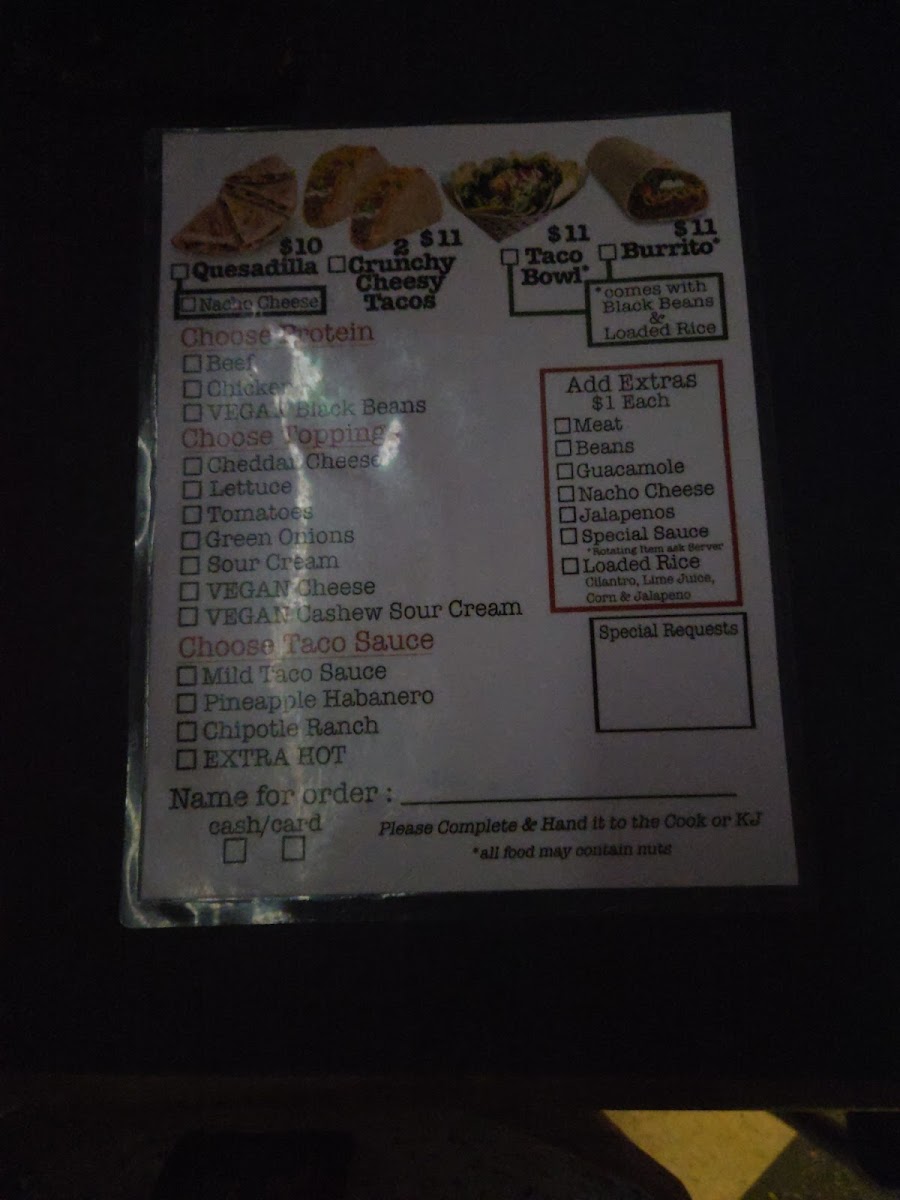 $10
Quesadilla
Nacho Cheese
2 $11
Crunchy
Cheesy
Tacos
$11
Taco
Bowl*
$11
Burrito*
*comes with
Black Beans
&
Loaded Rice
Choose Protein
Beef
Chicken
VEGAN Black Beans
Choose Toppings
Cheddar Cheese
Lettuce
Tomatoes
Green Onions
Sour Cream
VEGAN Cheese
VEGAN Cashew Sour Cream
Choose Taco Sauce
Mild Taco Sauce
Pineapple Habanero
Chipotle Ranch
EXTRA HOT
Add Extras
$1 Each
Meat
Beans
Guacamole
Nacho Cheese
Jalapenos
Special Sauce
*Rotating Item ask Server
Loaded Rice
Cilantro, Lime Juice,
Corn & Jalapeno
Special Requests
Name for order :
cash/card
Please Complete & Hand it to the Cook or KJ
*all food may contain nuts